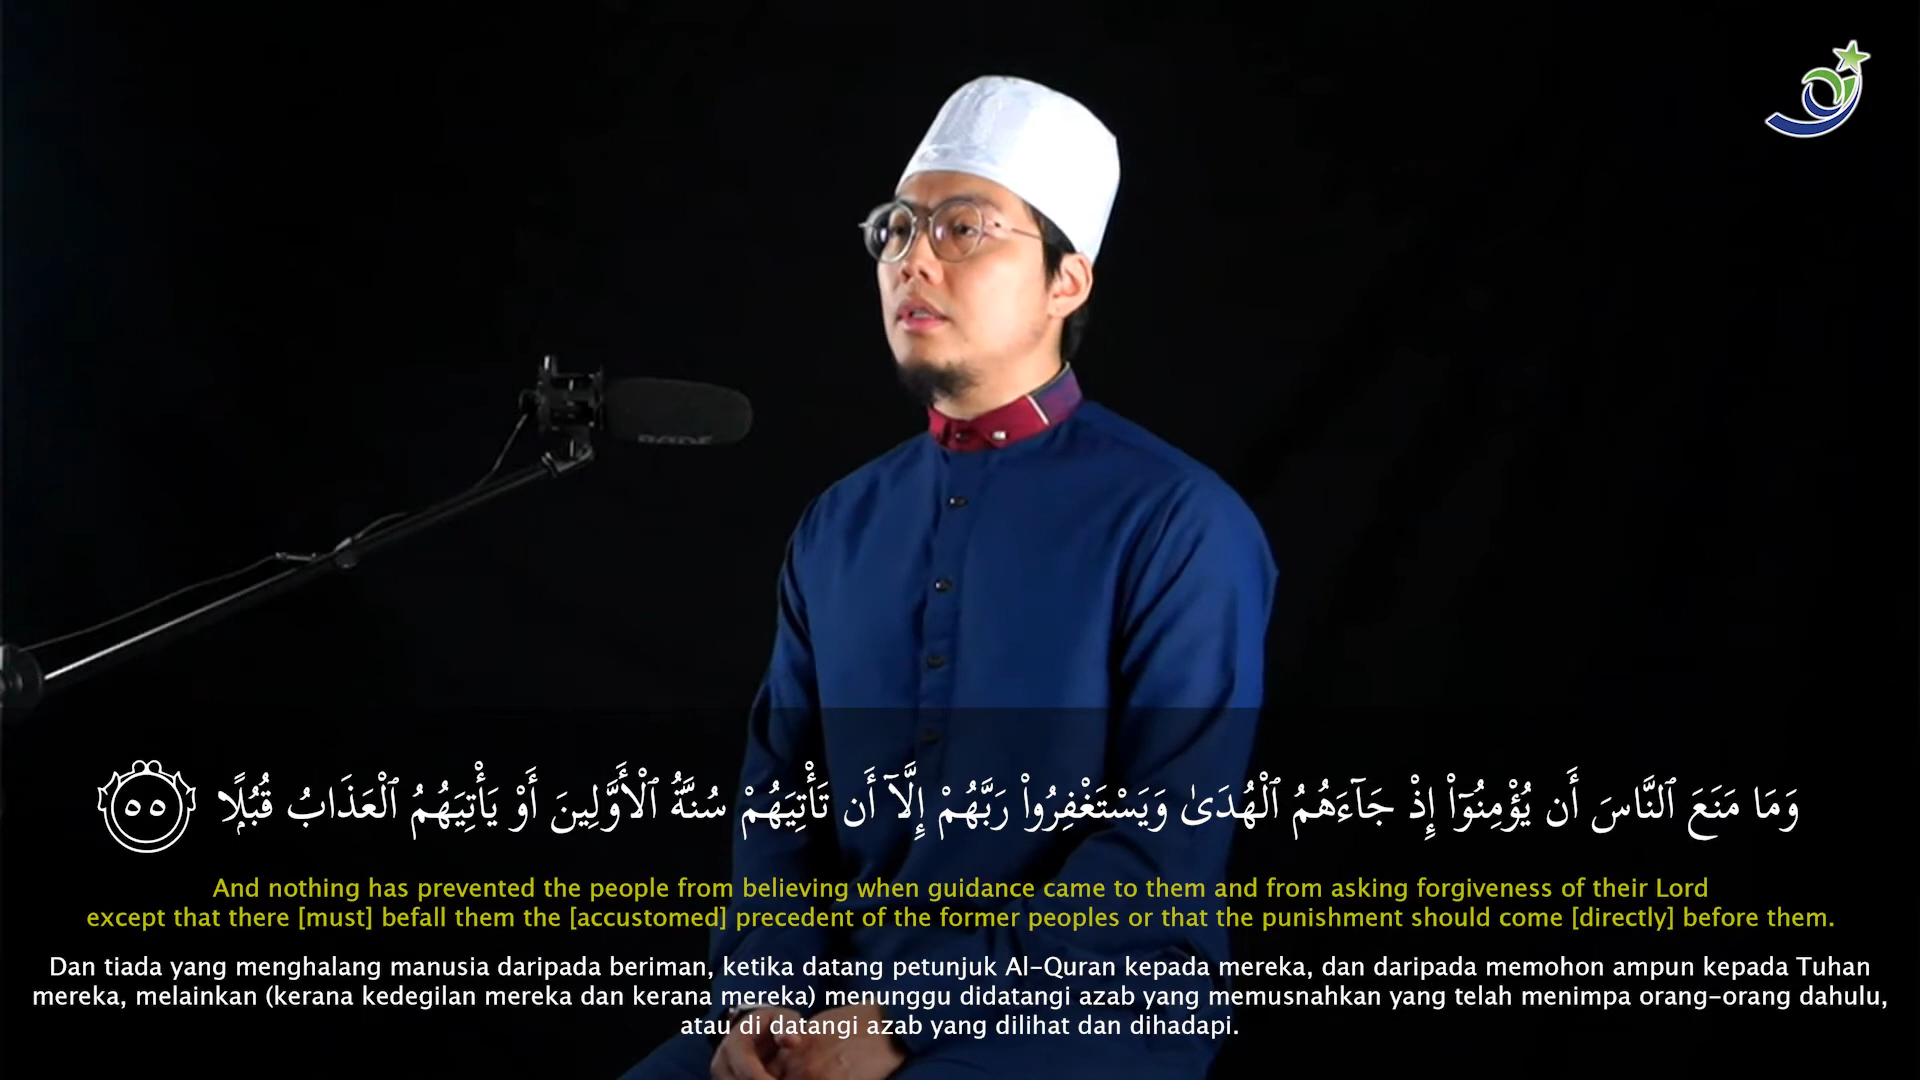 RODE
وَمَا مَنَعَ ٱلنَّاسَ أَن يُؤْمِنُوٓا۟ إِذْ جَآءَهُمُ ٱلْهُدَىٰ وَيَسْتَغْفِرُوا۟ رَبَّهُمْ إِلَّآ أَن تَأْتِيَهُمْ سُنَّةُ ٱلْأَوَّلِينَ أَوْ يَأْتِيَهُمُ ٱلْعَذَابُ قُبُلًۭا ٥٥
And nothing has prevented the people from believing when guidance came to them and from asking forgiveness of their Lord
except that there [must] befall them the [accustomed] precedent of the former peoples or that the punishment should come [directly] before them.
Dan tiada yang menghalang manusia daripada beriman, ketika datang petunjuk Al-Quran kepada mereka, dan daripada memohon ampun kepada Tuhan
mereka, melainkan (kerana kedegilan mereka dan kerana mereka) menunggu didatangi azab yang memusnahkan yang telah menimpa orang-orang dahulu,
atau di datangi azab yang dilihat dan dihadapi.